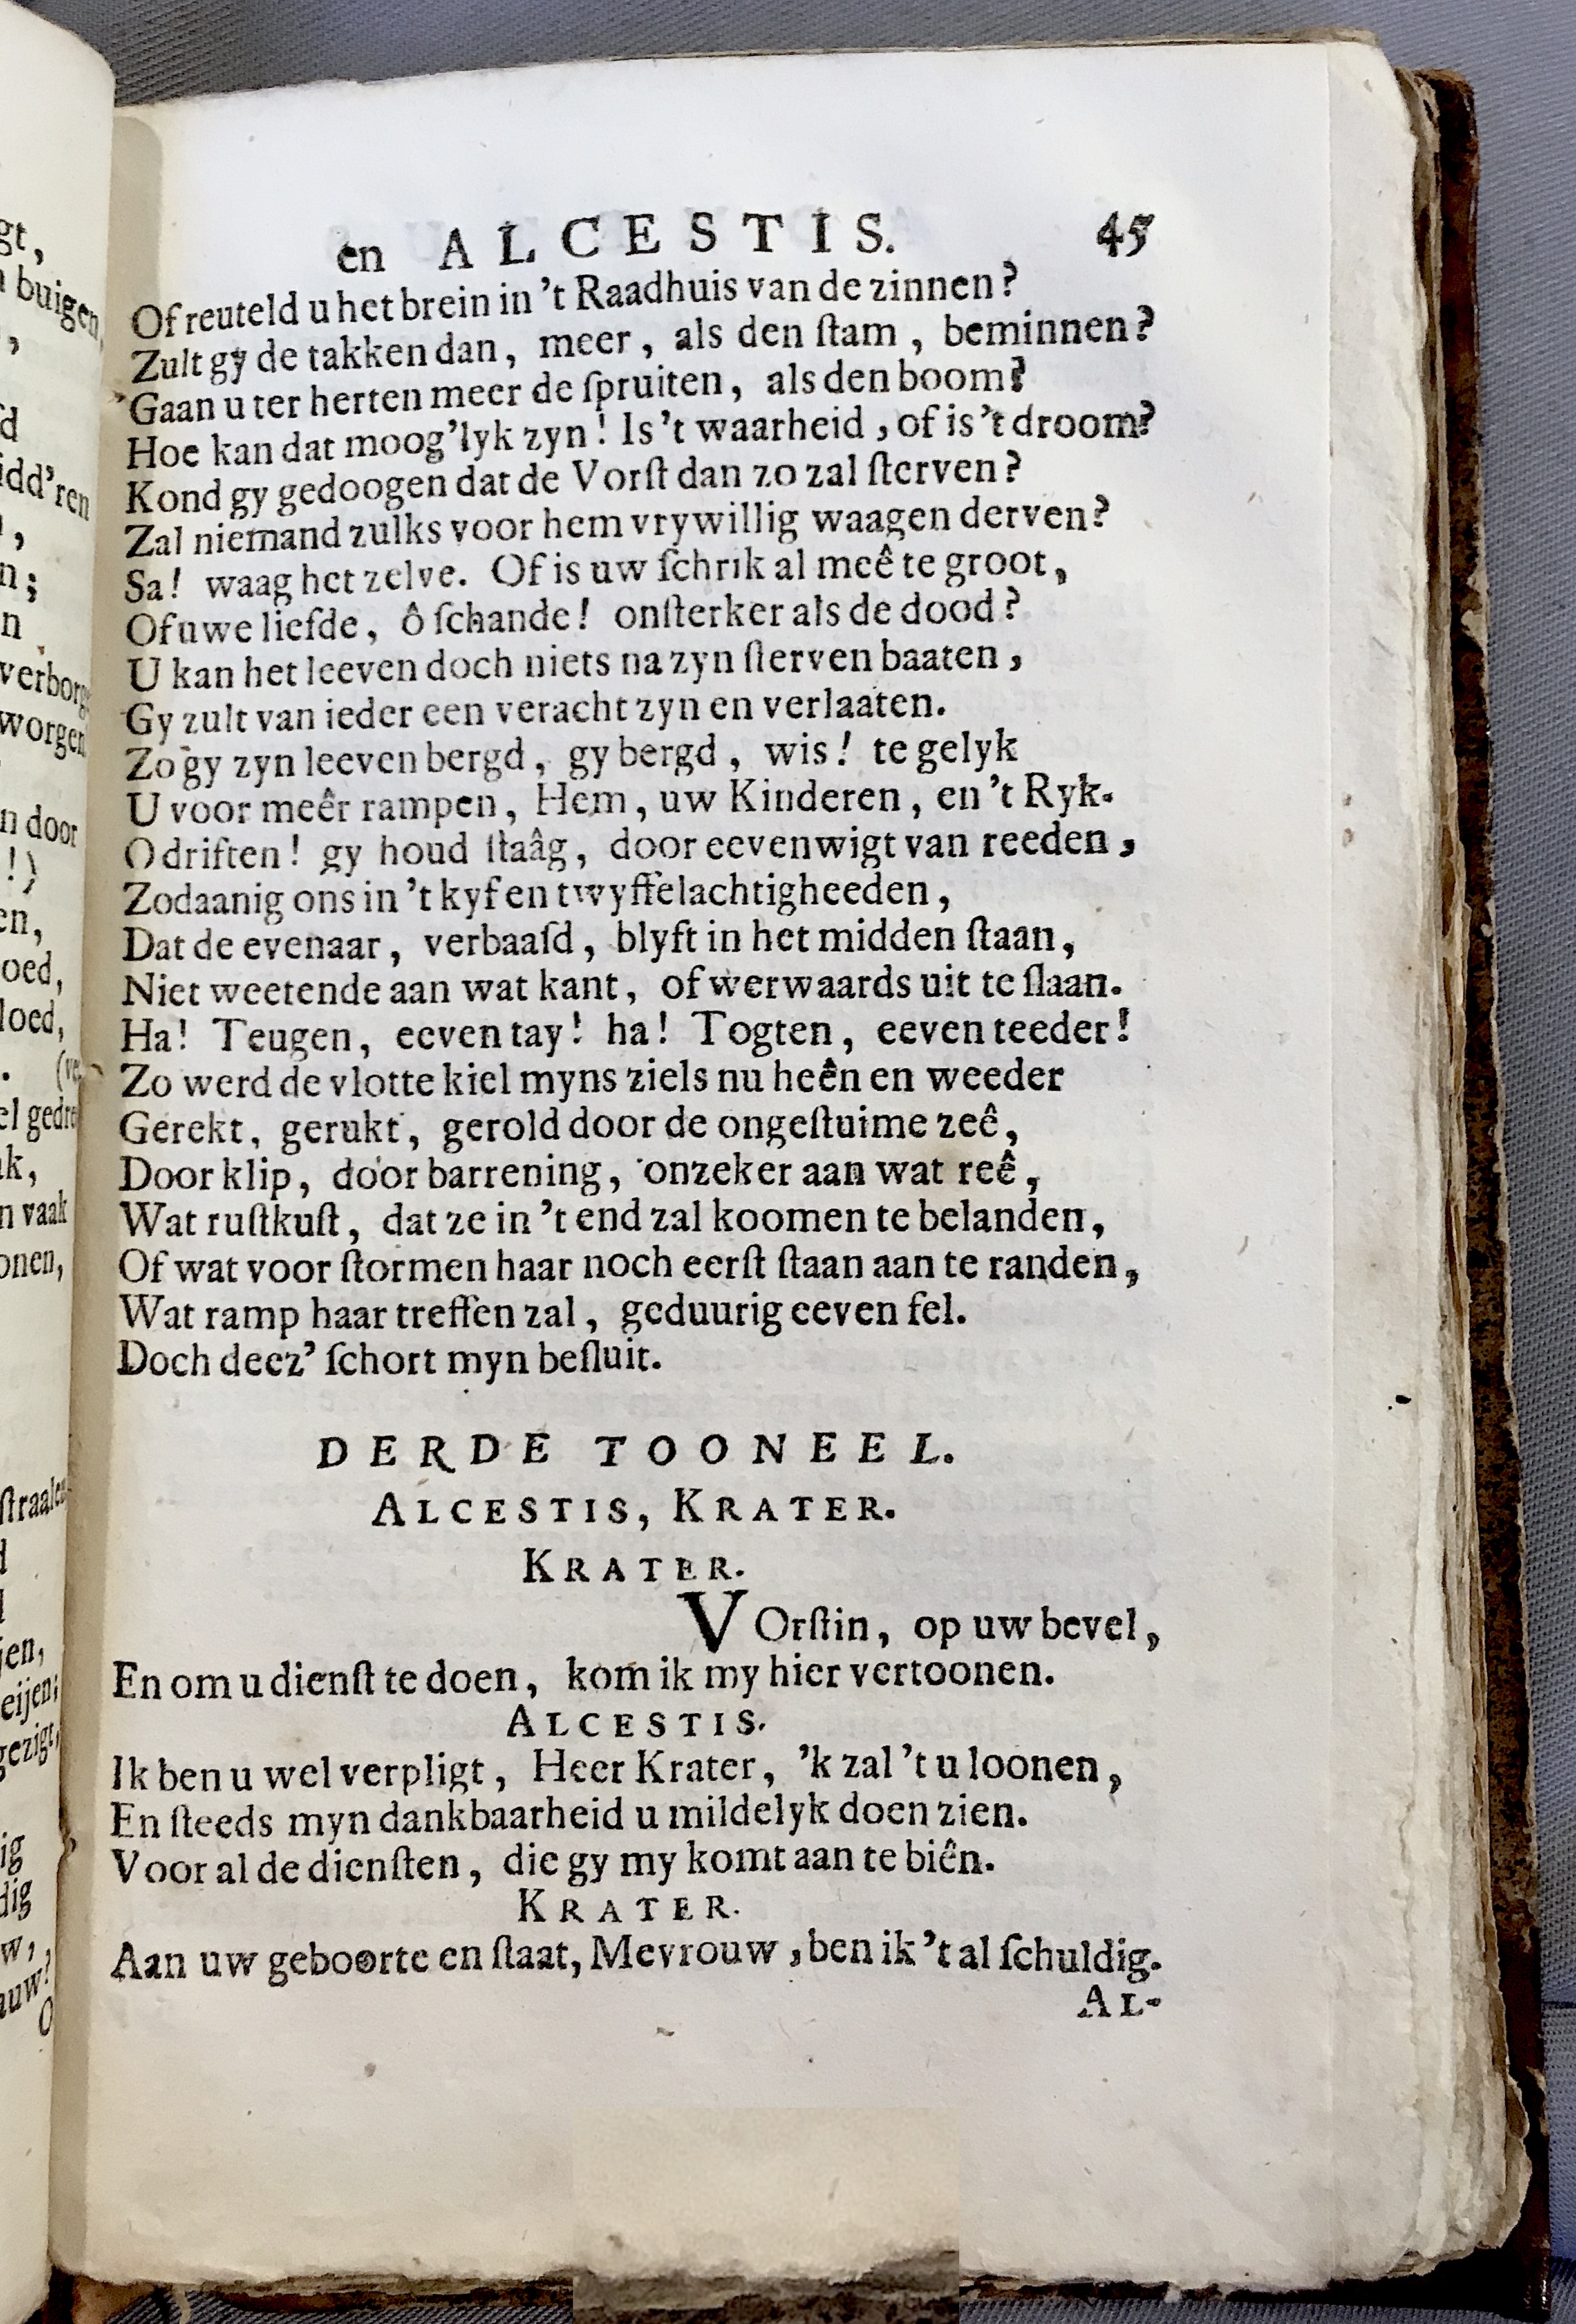 en ALCESTIS. 45
Of reuteld u het brein in 't Raadhuis van de zinnen?
Zult gy de takken dan, meer, als den ſtam, beminnen?
Gaan u ter herten meer de ſpruiten, als den boom?
Hoe kan dat moog'lyk zyn! Is 't waarheid, of is 't droom?
Kond gy gedoogen dat de Vorſt dan zo zal ſterven?
Zal niemand zulks voor hem vrywillig waagen derven?
Sa! waag het zelve. Of is uw ſchrik al meê te groot,
Of uwe liefde, ô ſchande! onſterker als de dood?
U kan het leeven doch niets na zyn ſterven baaten,
Gy zult van ieder een veracht zyn en verlaaten.
Zo gy zyn leeven bergd, gy bergd, wis! te gelyk
U voor meêr rampen, Hem, uw Kinderen, en 't Ryk.
O driften! gy houd ſtaâg, door eevenwigt van reeden,
Zodaanig ons in 't kyf en twyffelachtigheeden,
Dat de evenaar, verbaaſd, blyft in het midden ſtaan,
Niet weetende aan wat kant, of werwaards uit te ſlaan.
Ha! Teugen, eeven tay! ha! Togten, eeven teeder!
Zo werd de vlotte kiel myns ziels nu heên en weeder
Gerekt, gerukt, gerold door de ongeſtuime zeê,
Door klip, door barrening, onzeker aan wat reê,
Wat ruſtkuſt, dat ze in 't end zal koomen te belanden,
Of wat voor ſtormen haar noch eerſt ſtaan aan te randen,
Wat ramp haar treffen zal, geduurig eeven fel.
Doch deez' ſchort myn beſluit.
DERDE TOONEEL.
ALCESTIS, KRATER.
KRATER.
VOrſtin, op uw bevel,
En om u dienſt te doen, kom ik my hier vertoonen.
ALCESTIS.
Ik ben u wel verpligt, Heer Krater, 'k zal 't u loonen,
En ſteeds myn dankbaarheid u mildelyk doen zien.
Voor al de dienſten, die gy my komt aan te biên.
KRATER.
Aan uw geboorte en ſtaat, Mevrouw, ben ik 't al ſchuldig.
AL-